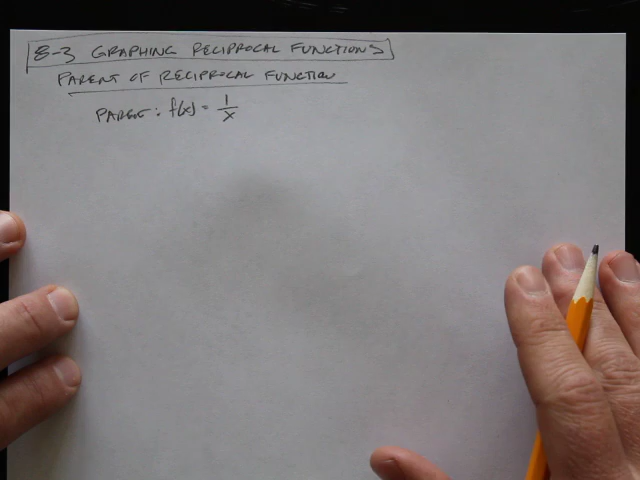 8-3 GRAPHING RECIPROCAL FUNCTIONS
PARENT OF RECIPROCAL FUNCTION
PARENT: f(x) = 1/x